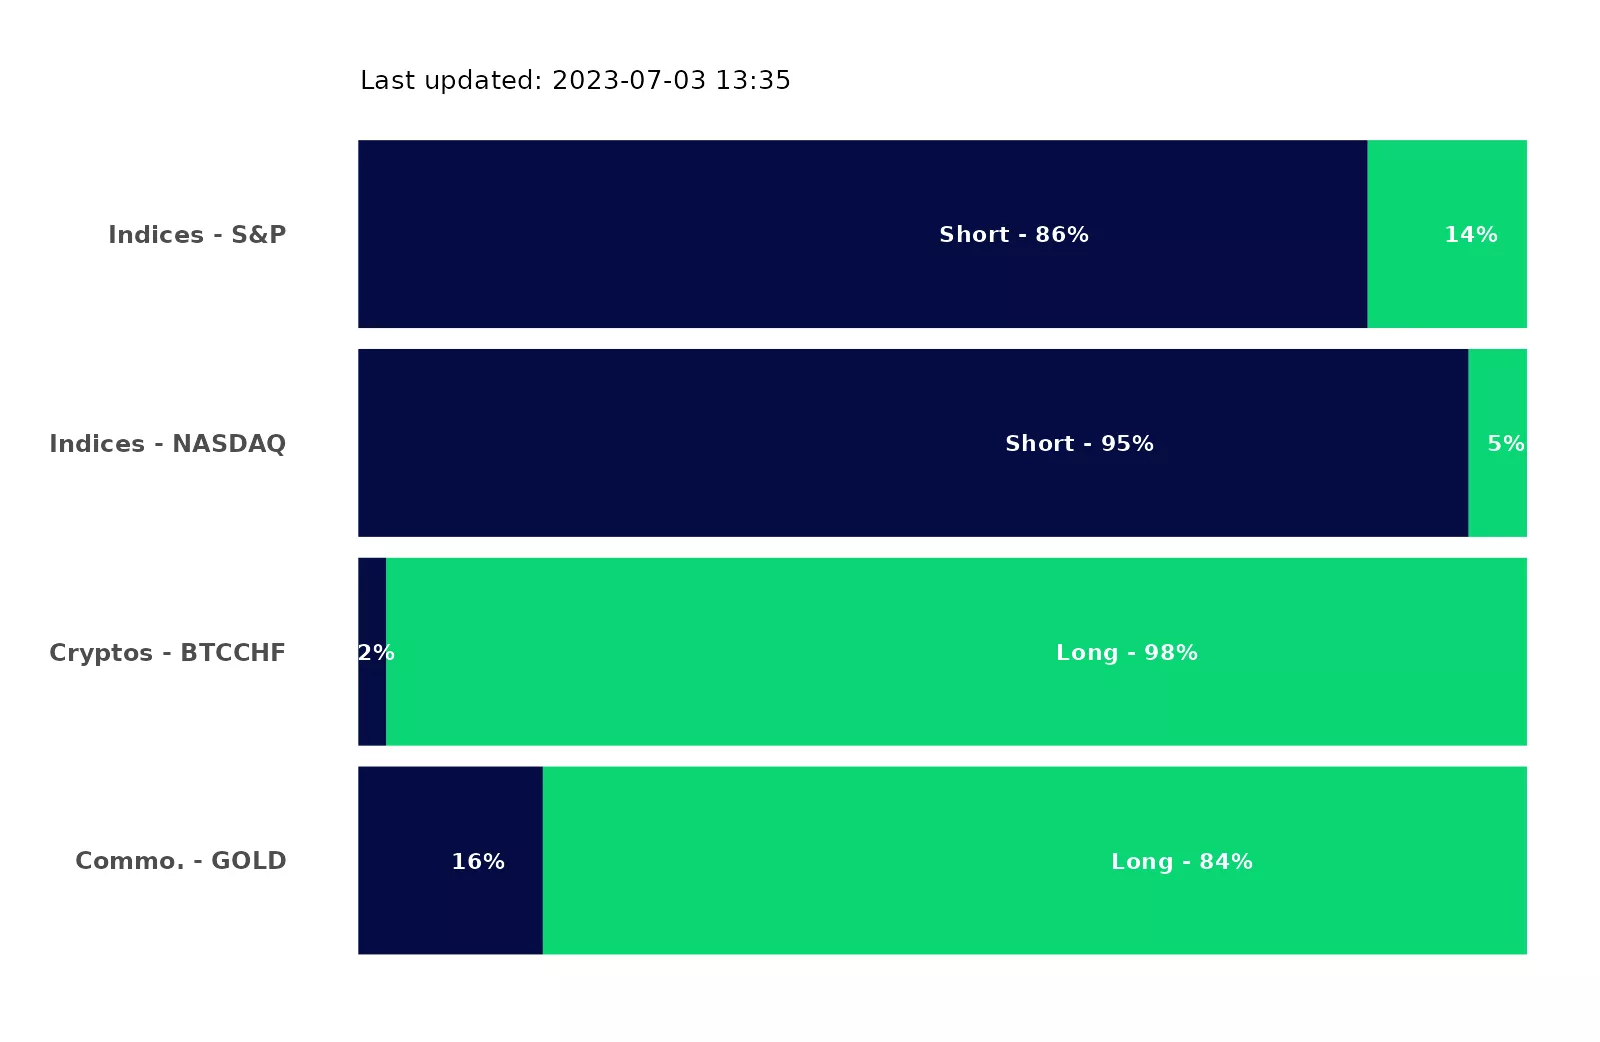 Last updated: 2023-07-03 13:35
Indices - S&P
Short - 86%
14%
Indices - NASDAQ
Short - 95%
5%
Cryptos - BTCCHF
2%
Long - 98%
Commo. - GOLD
16%
Long - 84%